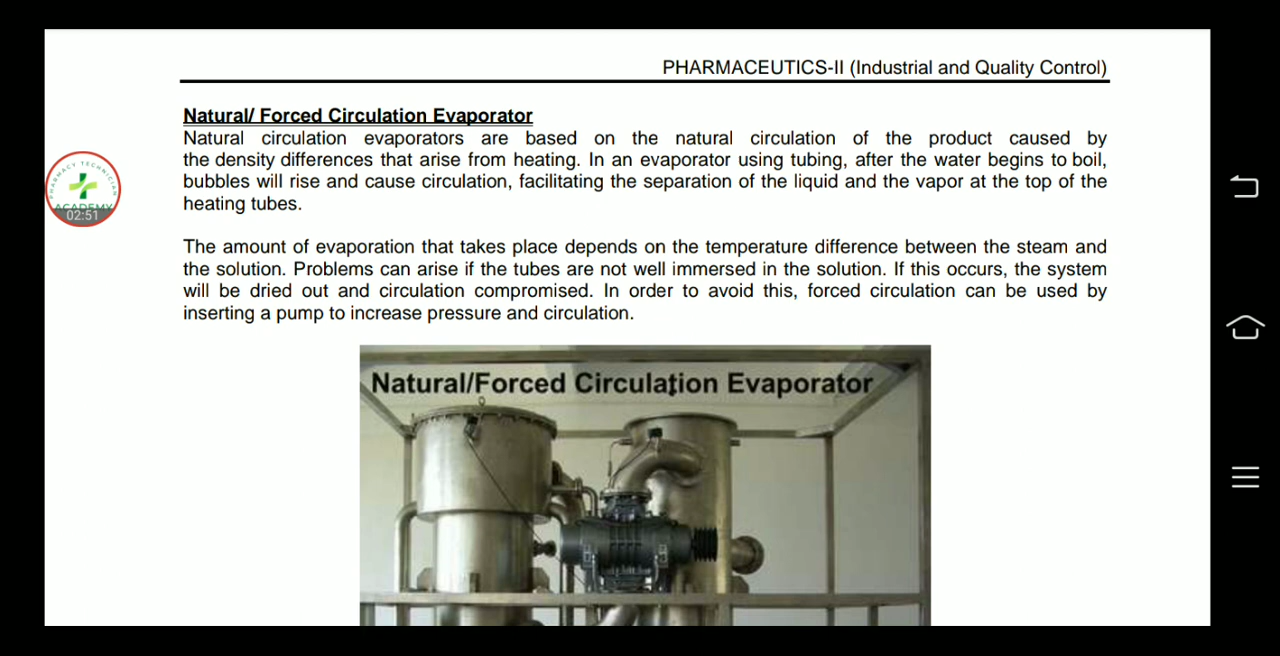 PHARMACEUTICS-II (Industrial and Quality Control)
Natural/ Forced Circulation Evaporator
Natural circulation evaporators are based on the natural circulation of the product caused by
the density differences that arise from heating. In an evaporator using tubing, after the water begins to boil,
bubbles will rise and cause circulation, facilitating the separation of the liquid and the vapor at the top of the
heating tubes.
The amount of evaporation that takes place depends on the temperature difference between the steam and
the solution. Problems can arise if the tubes are not well immersed in the solution. If this occurs, the system
will be dried out and circulation compromised. In order to avoid this, forced circulation can be used by
inserting a pump to increase pressure and circulation.
Natural/Forced Circulation Evaporator
PHARMACY TECHNICIAN
ACADEMY
02:51